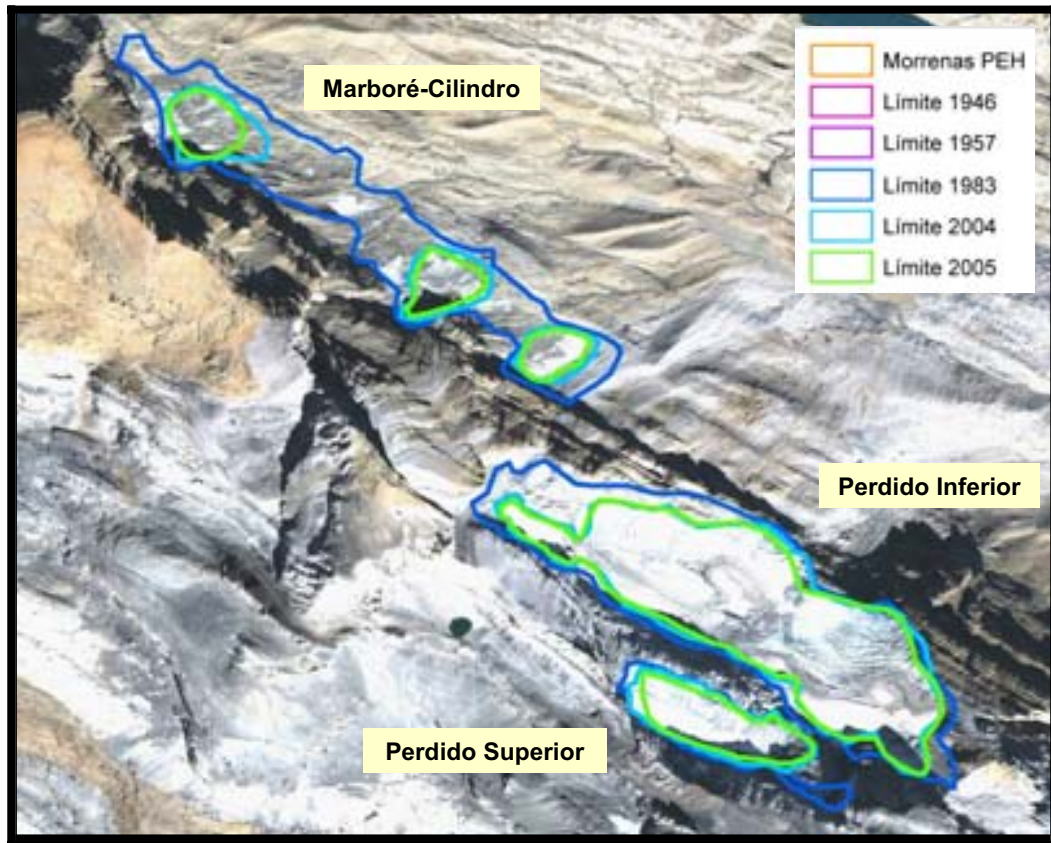 Marboré-Cilindro
Morrenas PEH
Límite 1946
Límite 1957
Límite 1983
Límite 2004
Límite 2005
Perdido Inferior
Perdido Superior